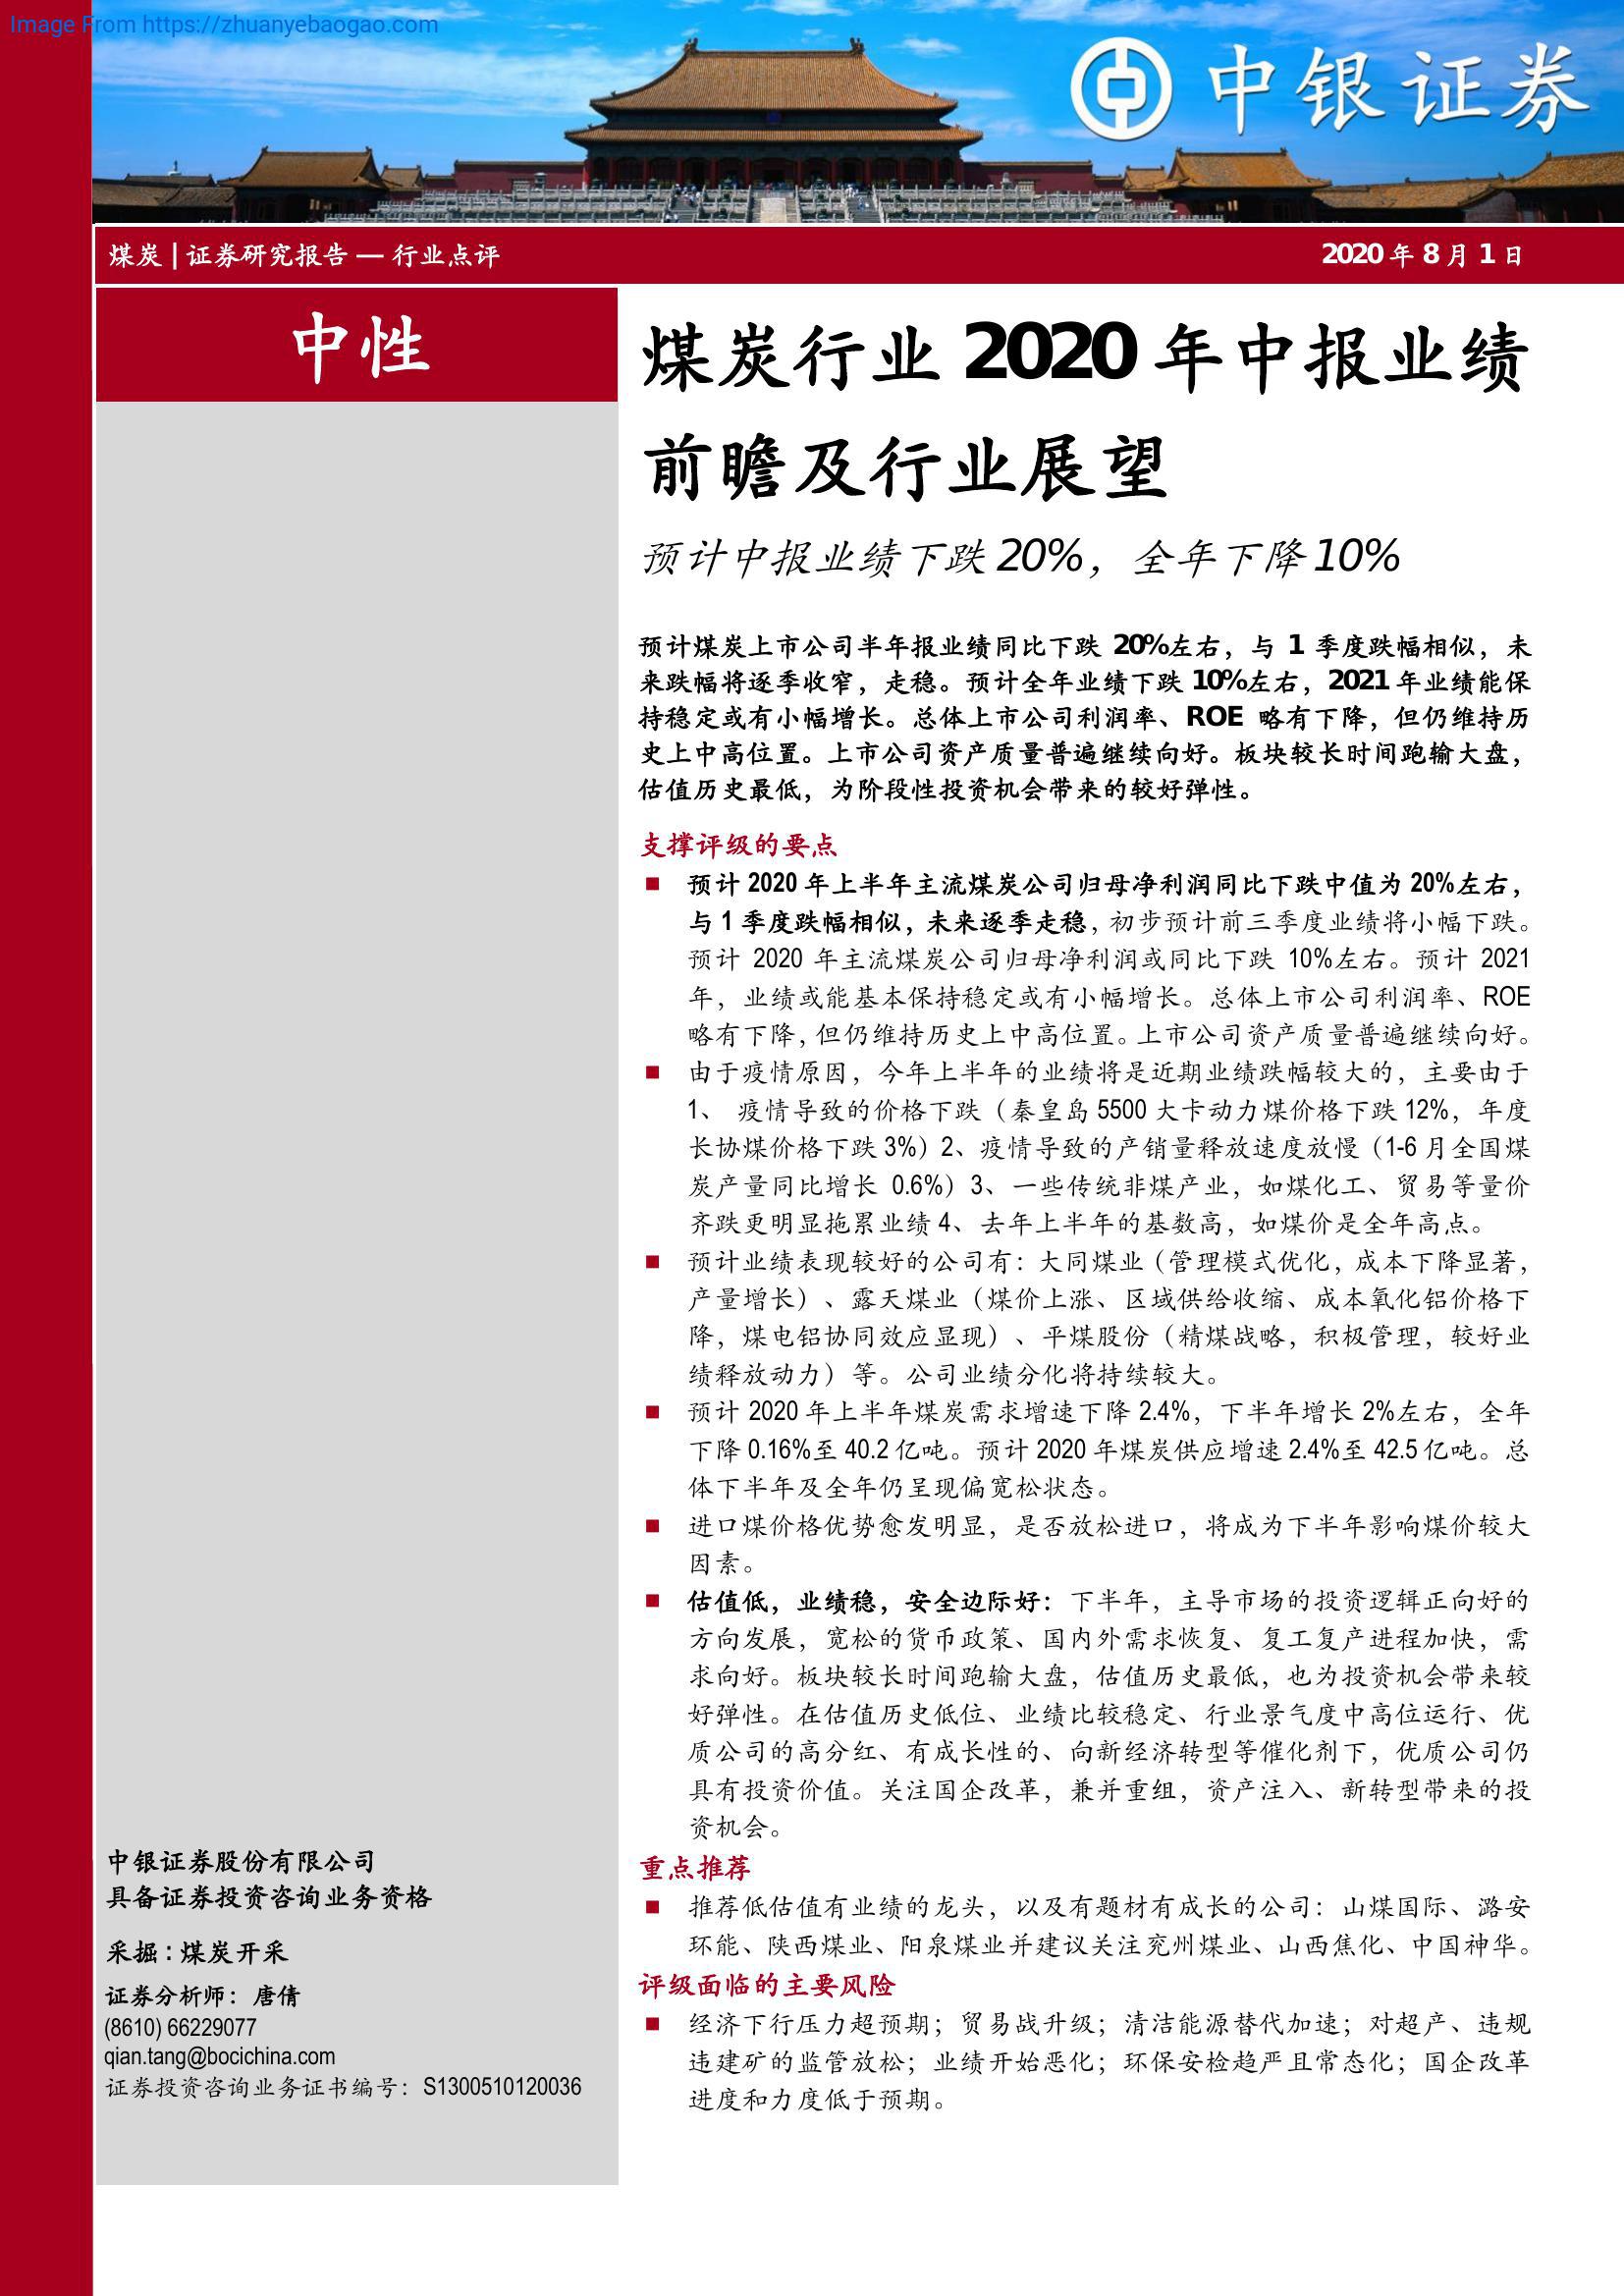 Image From https://zhuanyebaogao.com
中银证券
煤炭 | 证券研究报告 — 行业点评
2020 年 8 月 1 日
中性
煤炭行业 2020 年中报业绩
前瞻及行业展望
预计中报业绩下跌 20%，全年下降 10%
预计煤炭上市公司半年报业绩同比下跌 20%左右，与 1 季度跌幅相似，未
来跌幅将逐季收窄，走稳。预计全年业绩下跌 10%左右，2021 年业绩能保
持稳定或有小幅增长。总体上市公司利润率、ROE 略有下降，但仍维持历
史上中高位置。上市公司资产质量普遍继续向好。板块较长时间跑输大盘，
估值历史最低，为阶段性投资机会带来的较好弹性。
支撑评级的要点
■ 预计 2020 年上半年主流煤炭公司归母净利润同比下跌中值为 20%左右，
与 1 季度跌幅相似，未来逐季走稳，初步预计前三季度业绩将小幅下跌。
预计 2020 年主流煤炭公司归母净利润或同比下跌 10%左右。预计 2021
年，业绩或能基本保持稳定或有小幅增长。总体上市公司利润率、ROE
略有下降，但仍维持历史上中高位置。上市公司资产质量普遍继续向好。
■ 由于疫情原因，今年上半年的业绩将是近期业绩跌幅较大的，主要由于
1、 疫情导致的价格下跌（秦皇岛 5500 大卡动力煤价格下跌 12%，年度
长协煤价格下跌 3%）2、疫情导致的产销量释放速度放慢（1-6 月全国煤
炭产量同比增长 0.6%）3、一些传统非煤产业，如煤化工、贸易等量价
齐跌更明显拖累业绩 4、去年上半年的基数高，如煤价是全年高点。
■ 预计业绩表现较好的公司有：大同煤业（管理模式优化，成本下降显著，
产量增长）、露天煤业（煤价上涨、区域供给收缩、成本氧化铝价格下
降，煤电铝协同效应显现）、平煤股份（精煤战略，积极管理，较好业
绩释放动力）等。公司业绩分化将持续较大。
■ 预计 2020 年上半年煤炭需求增速下降 2.4%，下半年增长 2%左右，全年
下降 0.16%至 40.2 亿吨。预计 2020 年煤炭供应增速 2.4%至 42.5 亿吨。总
体下半年及全年仍呈现偏宽松状态。
■ 进口煤价格优势愈发明显，是否放松进口，将成为下半年影响煤价较大
因素。
■ 估值低，业绩稳，安全边际好：下半年，主导市场的投资逻辑正向好的
方向发展，宽松的货币政策、国内外需求恢复、复工复产进程加快，需
求向好。板块较长时间跑输大盘，估值历史最低，也为投资机会带来较
好弹性。在估值历史低位、业绩比较稳定、行业景气度中高位运行、优
质公司的高分红、有成长性的、向新经济转型等催化剂下，优质公司仍
具有投资价值。关注国企改革，兼并重组，资产注入、新转型带来的投
资机会。
重点推荐
■ 推荐低估值有业绩的龙头，以及有题材有成长的公司：山煤国际、潞安
环能、陕西煤业、阳泉煤业并建议关注兖州煤业、山西焦化、中国神华。
评级面临的主要风险
■ 经济下行压力超预期；贸易战升级；清洁能源替代加速；对超产、违规
违建矿的监管放松；业绩开始恶化；环保安检趋严且常态化；国企改革
进度和力度低于预期。
中银证券股份有限公司
具备证券投资咨询业务资格
采掘 : 煤炭开采
证券分析师：唐倩
(8610) 66229077
qian.tang@bocichina.com
证券投资咨询业务证书编号：S1300510120036